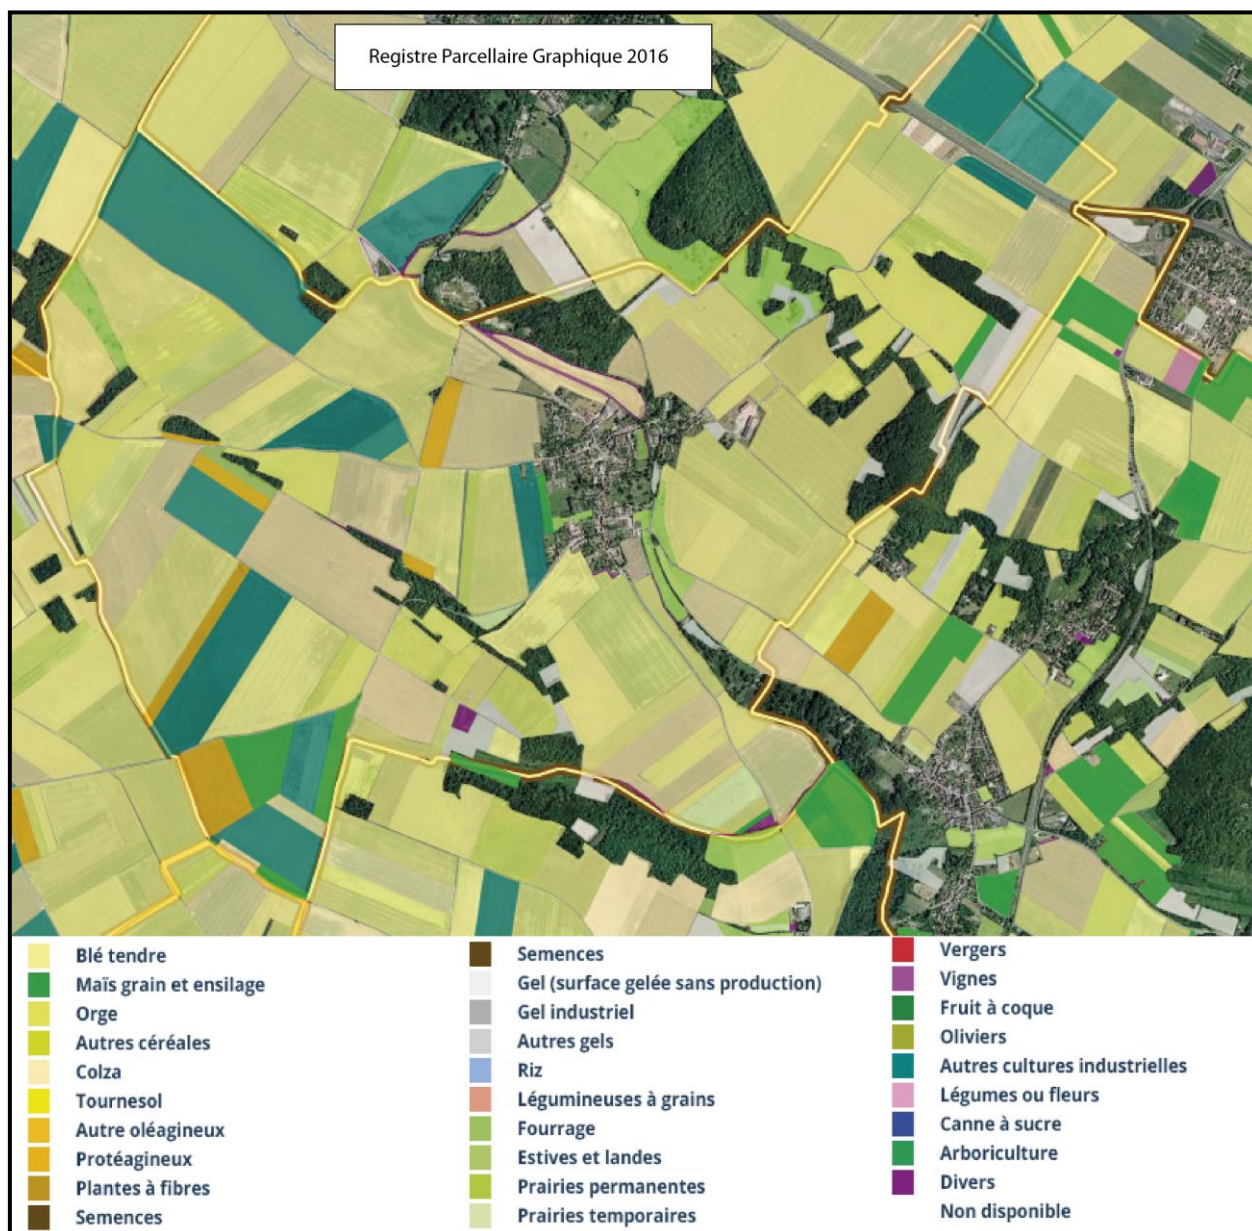 Registre Parcellaire Graphique 2016
Blé tendre
Maïs grain et ensilage
Orge
Autres céréales
Colza
Tournesol
Autre oléagineux
Protéagineux
Plantes à fibres
Semences
Semences
Gel (surface gelée sans production)
Gel industriel
Autres gels
Riz
Légumineuses à grains
Fourrage
Estives et landes
Prairies permanentes
Prairies temporaires
Vergers
Vignes
Fruit à coque
Oliviers
Autres cultures industrielles
Légumes ou fleurs
Canne à sucre
Arboriculture
Divers
Non disponible